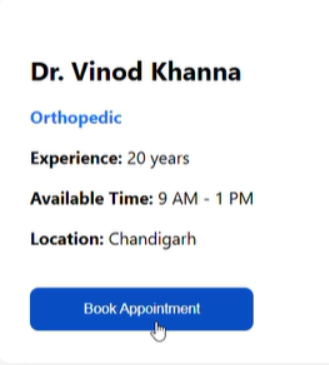 Dr. Vinod Khanna
Orthopedic
Experience: 20 years
Available Time: 9 AM - 1 PM
Location: Chandigarh
Book Appointment